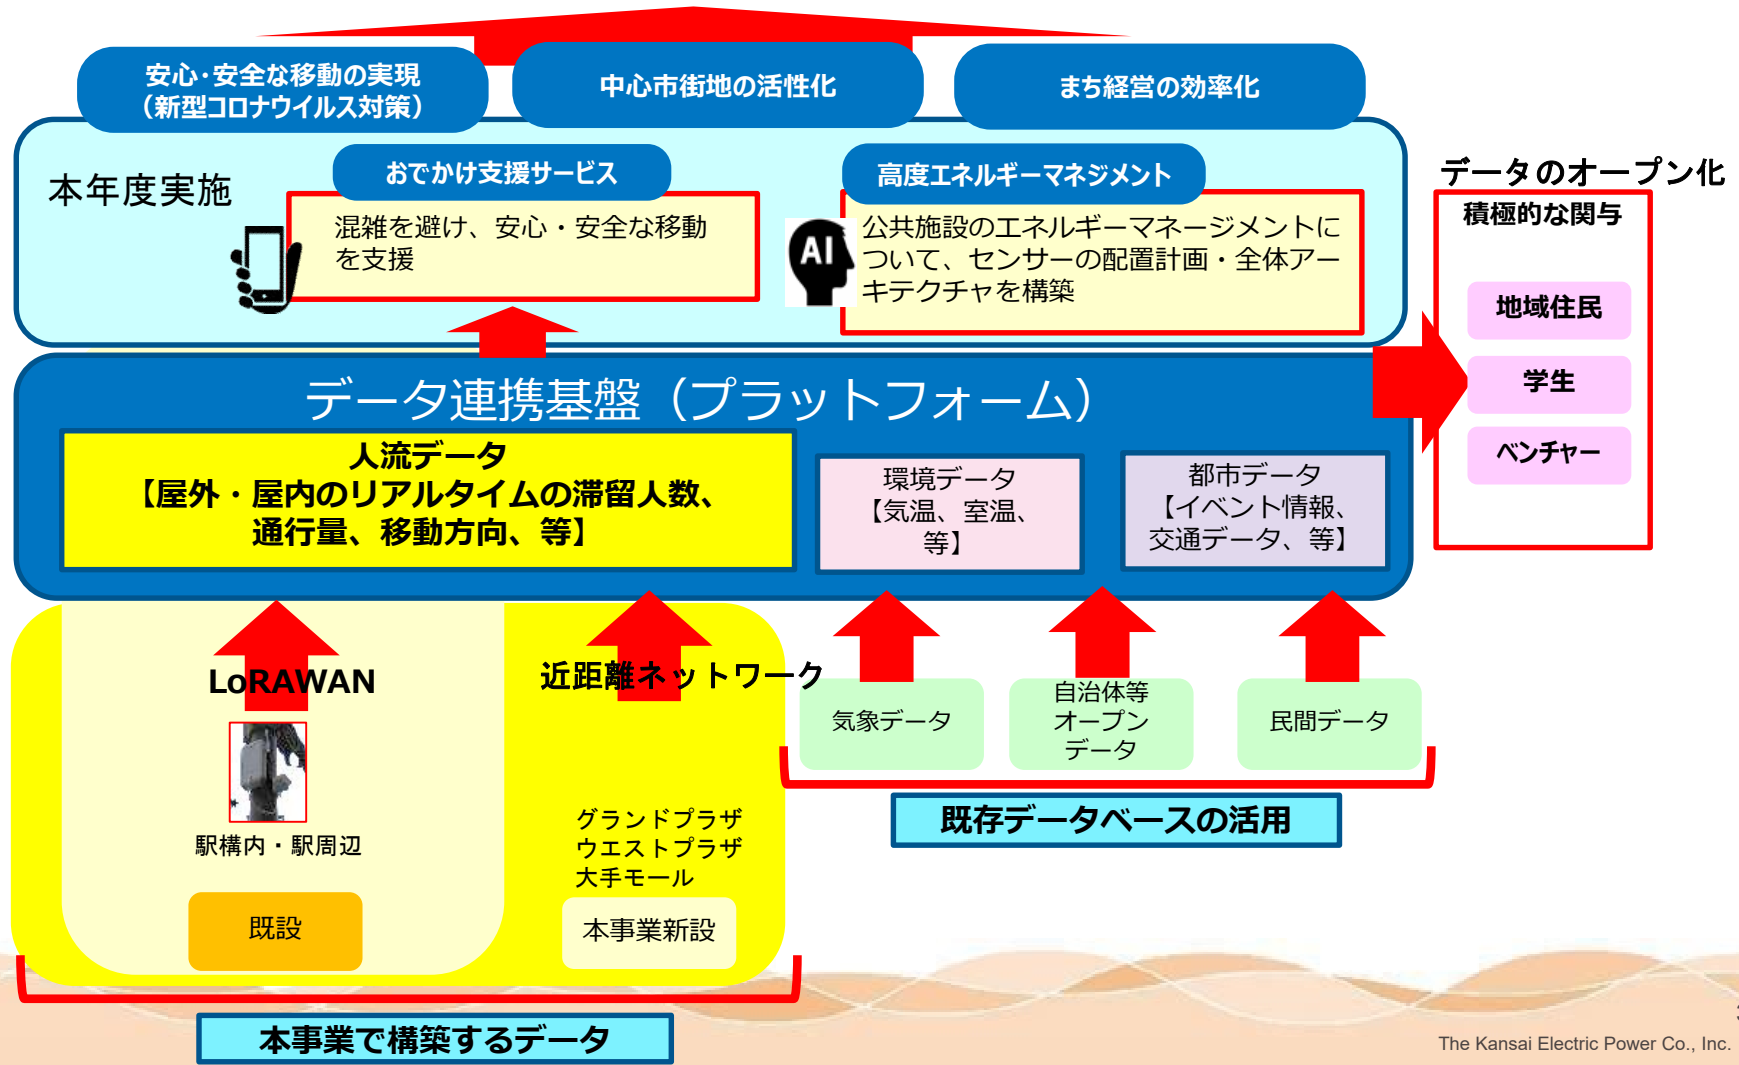 安心・安全な移動の実現
（新型コロナウイルス対策）
中心市街地の活性化
まち経営の効率化
本年度実施
おでかけ支援サービス
混雑を避け、安心・安全な移動
を支援
高度エネルギーマネジメント
AI
公共施設のエネルギーマネージメントに
ついて、センサーの配置計画・全体アー
キテクチャを構築
データのオープン化
積極的な関与
地域住民
学生
ベンチャー
データ連携基盤（プラットフォーム）
人流データ
【屋外・屋内のリアルタイムの滞留人数、
通行量、移動方向、等】
環境データ
【気温、室温、
等】
都市データ
【イベント情報、
交通データ、等】
LoRAWAN
駅構内・駅周辺
既設
近距離ネットワーク
グランドプラザ
ウエストプラザ
大手モール
本事業新設
気象データ
自治体等
オープン
データ
民間データ
既存データベースの活用
本事業で構築するデータ
The Kansai Electric Power Co., Inc.